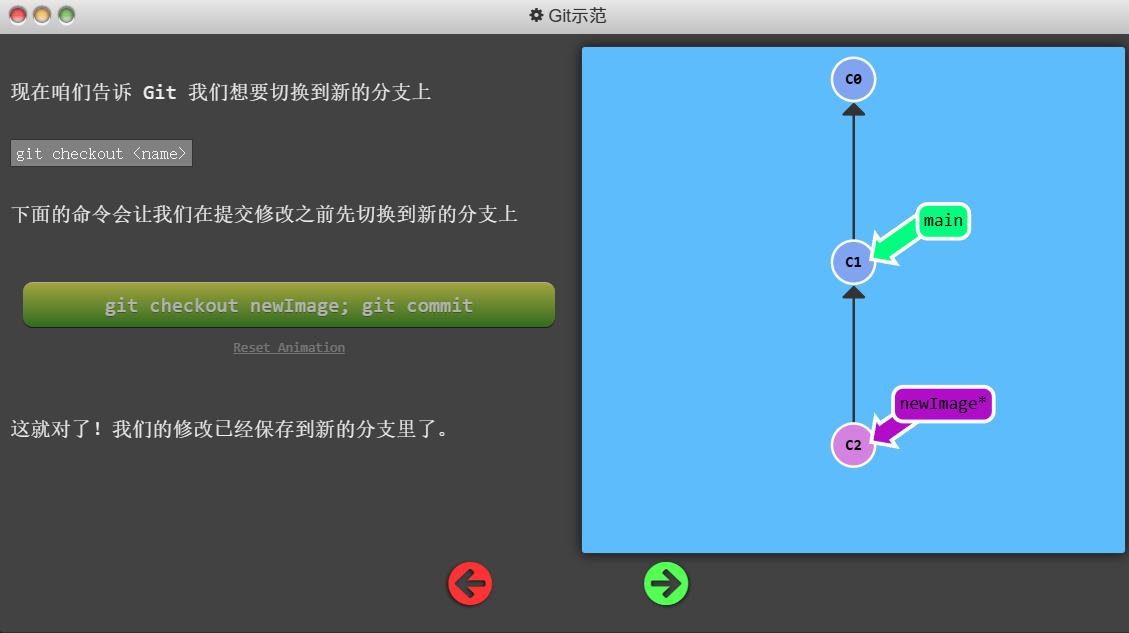 Git示范
现在咱们告诉 Git 我们想要切换到新的分支上
git checkout <name>
下面的命令会让我们在提交修改之前先切换到新的分支上
git checkout newImage; git commit
Reset Animation
这就对了！我们的修改已经保存到新的分支里了。
C0
main
C1
newImage*
C2